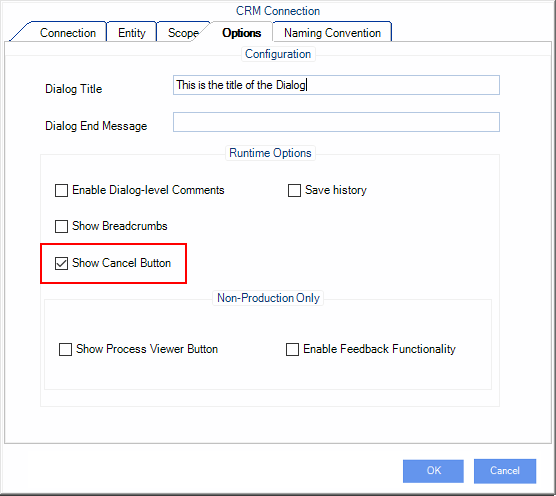 CRM Connection
Connection Entity Scope Options Naming Convention
Configuration
Dialog Title This is the title of the Dialog
Dialog End Message
Runtime Options
Enable Dialog-level Comments Save history
Show Breadcrumbs
Show Cancel Button
Non-Production Only
Show Process Viewer Button Enable Feedback Functionality
OK Cancel